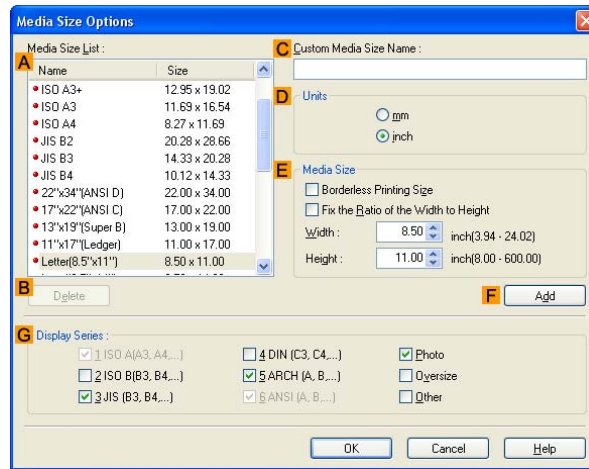 Media Size Options
A Media Size List :
Name Size
ISO A3+ 12.95 x 19.02
ISO A3 11.69 x 16.54
ISO A4 8.27 x 11.69
JIS B2 20.28 x 28.66
JIS B3 14.33 x 20.28
JIS B4 10.12 x 14.33
22"x34"(ANSI D) 22.00 x 34.00
17"x22"(ANSI C) 17.00 x 22.00
13"x19"(Super B) 13.00 x 19.00
11"x17"(Ledger) 11.00 x 17.00
Letter(8.5"x11") 8.50 x 11.00
B Delete
C Custom Media Size Name :
D Units
mm
inch
E Media Size
Borderless Printing Size
Fix the Ratio of the Width to Height
Width : 8.50 inch(3.94 - 24.02)
Height : 11.00 inch(8.00 - 600.00)
F Add
G Display Series :
1 ISO A(A3, A4,...) 4 DIN (C3, C4,...) Photo
2 ISO B(B3, B4,...) 5 ARCH (A, B,...) Oversize
3 JIS (B3, B4,...) 6 ANSI (A, B,...) Other
OK Cancel Help